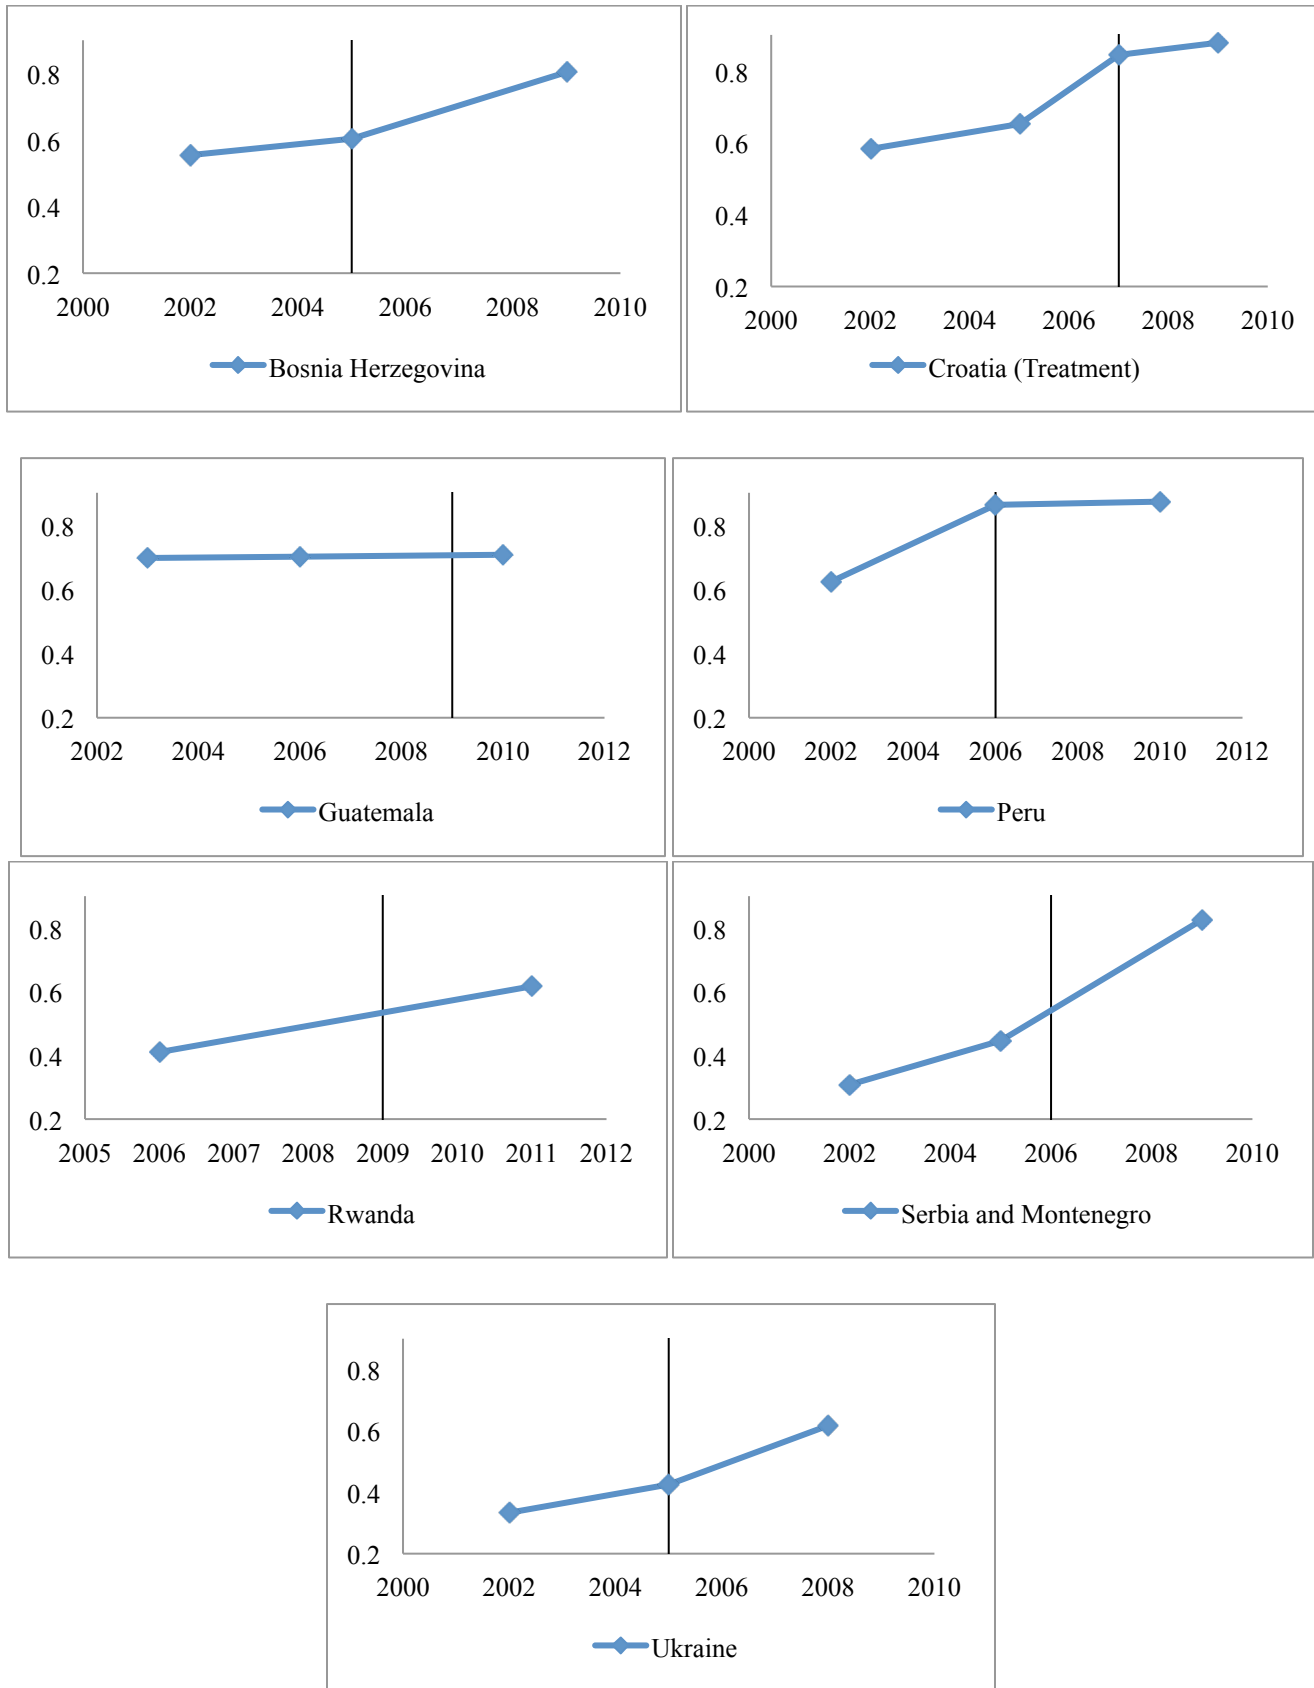 0.8
0.6
0.4
0.2
2000 2002 2004 2006 2008 2010
Bosnia Herzegovina
0.8
0.6
0.4
0.2
2000 2002 2004 2006 2008 2010
Croatia (Treatment)
0.8
0.6
0.4
0.2
2002 2004 2006 2008 2010 2012
Guatemala
0.8
0.6
0.4
0.2
2000 2002 2004 2006 2008 2010 2012
Peru
0.8
0.6
0.4
0.2
2005 2006 2007 2008 2009 2010 2011 2012
Rwanda
0.8
0.6
0.4
0.2
2000 2002 2004 2006 2008 2010
Serbia and Montenegro
0.8
0.6
0.4
0.2
2000 2002 2004 2006 2008 2010
Ukraine